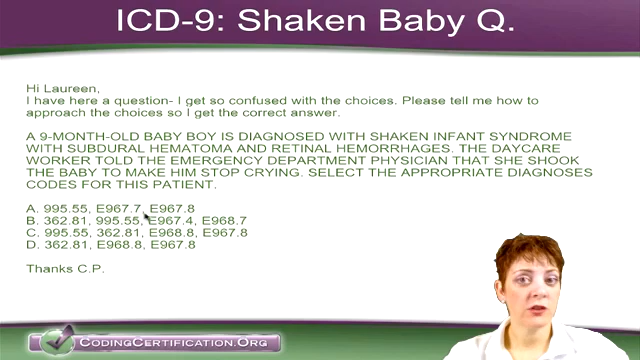 ICD-9: Shaken Baby Q.
Hi Laureen,
I have here a question- I get so confused with the choices. Please tell me how to
approach the choices so I get the correct answer.
A 9-MONTH-OLD BABY BOY IS DIAGNOSED WITH SHAKEN INFANT SYNDROME
WITH SUBDURAL HEMATOMA AND RETINAL HEMORRHAGES. THE DAYCARE
WORKER TOLD THE EMERGENCY DEPARTMENT PHYSICIAN THAT SHE SHOOK
THE BABY TO MAKE HIM STOP CRYING. SELECT THE APPROPRIATE DIAGNOSES
CODES FOR THIS PATIENT.
A. 995.55, E967.7, E967.8
B. 362.81, 995.55, E967.4, E968.7
C. 995.55, 362.81, E968.8, E967.8
D. 362.81, E968.8, E967.8
Thanks C.P.
CODINGCERTIFICATION.ORG